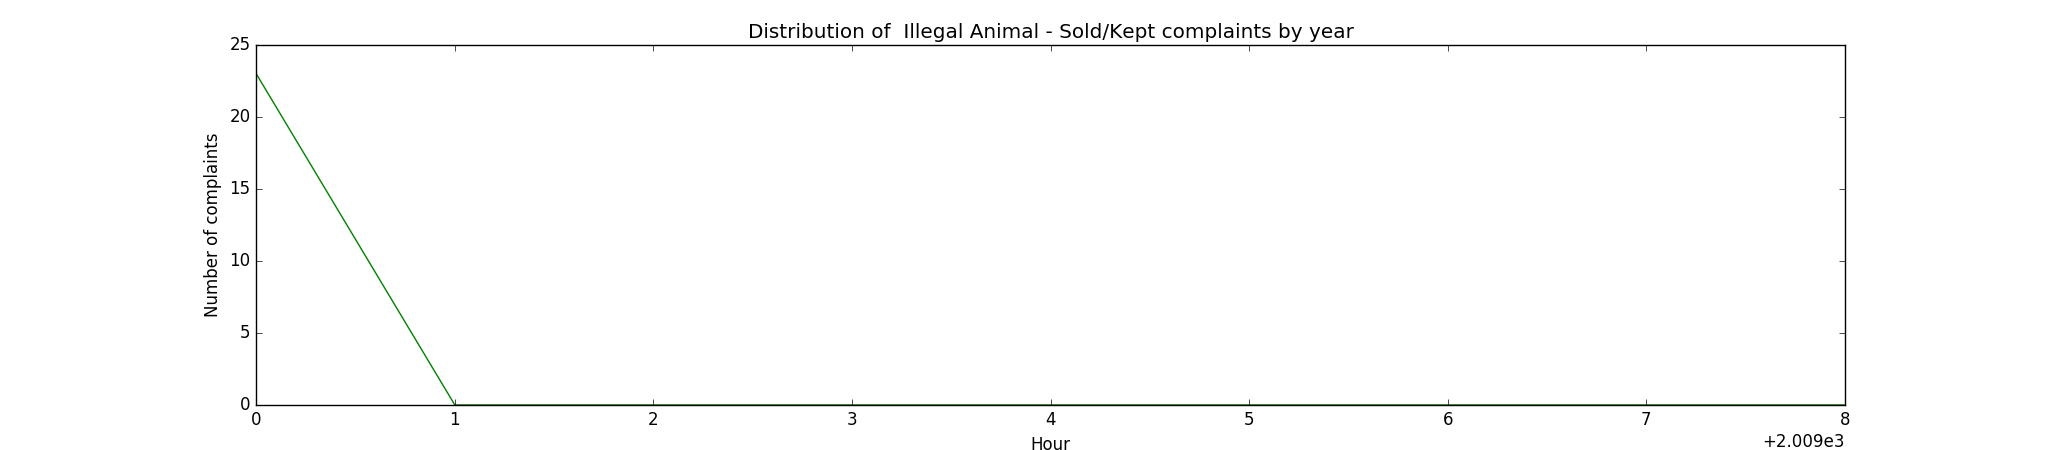 Distribution of  Illegal Animal - Sold/Kept complaints by year
25
20
15
10
5
0
Number of complaints
0 1 2 3 4 5 6 7 8
Hour
+2.009e3